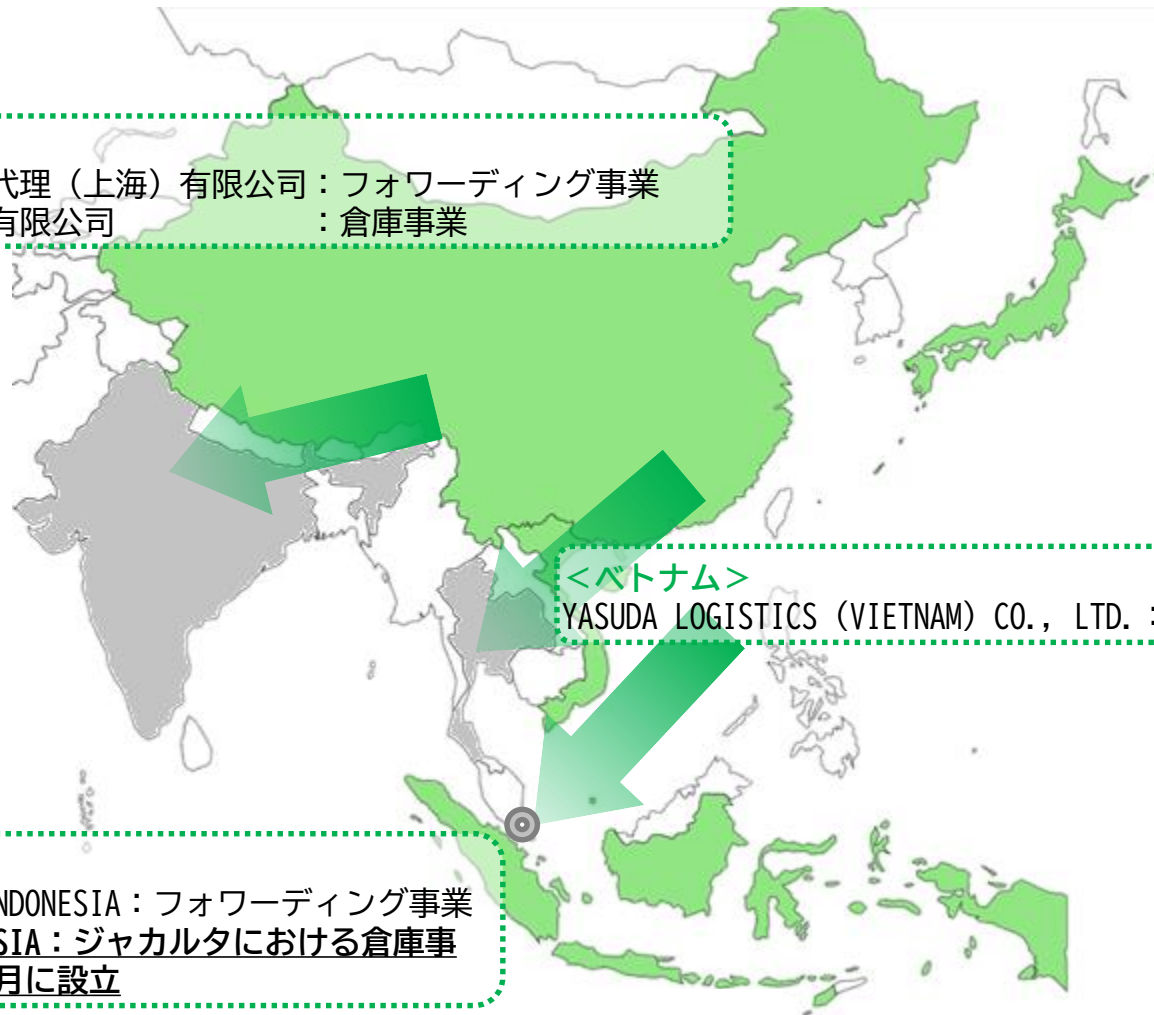 代理（上海）有限公司：フォワーディング事業
有限公司　　　　　　：倉庫事業
＜ベトナム＞
YASUDA LOGISTICS (VIETNAM) CO., LTD. :
NDONESIA：フォワーディング事業
SIA：ジャカルタにおける倉庫事
月に設立